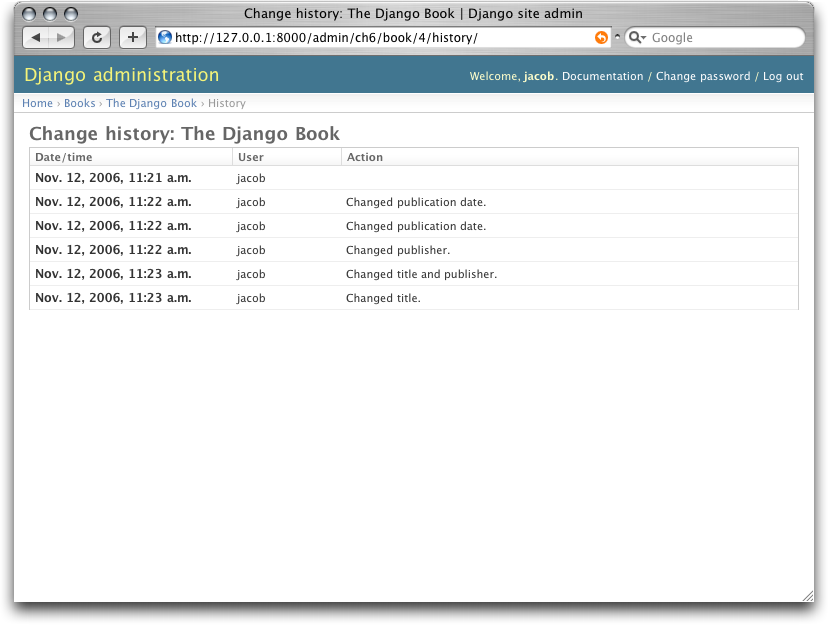 Change history: The Django Book | Django site admin
http://127.0.0.1:8000/admin/ch6/book/4/history/ Google
Django administration Welcome, jacob. Documentation / Change password / Log out
Home › Books › The Django Book › History
Change history: The Django Book
Date/time User Action
Nov. 12, 2006, 11:21 a.m. jacob
Nov. 12, 2006, 11:22 a.m. jacob Changed publication date.
Nov. 12, 2006, 11:22 a.m. jacob Changed publication date.
Nov. 12, 2006, 11:22 a.m. jacob Changed publisher.
Nov. 12, 2006, 11:23 a.m. jacob Changed title and publisher.
Nov. 12, 2006, 11:23 a.m. jacob Changed title.